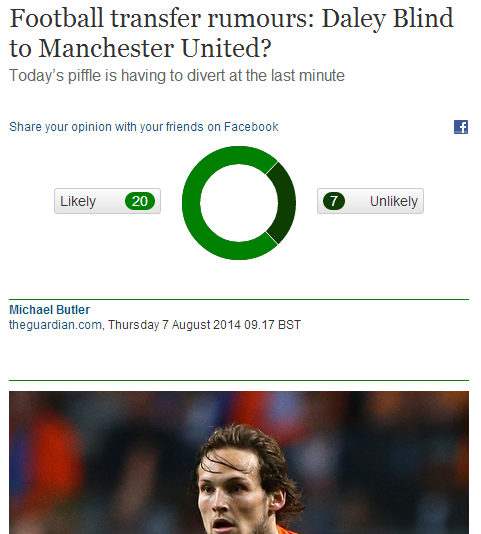 Football transfer rumours: Daley Blind
to Manchester United?
Today's piffle is having to divert at the last minute
Share your opinion with your friends on Facebook
Likely 20
7 Unlikely
Michael Butler
theguardian.com, Thursday 7 August 2014 09.17 BST